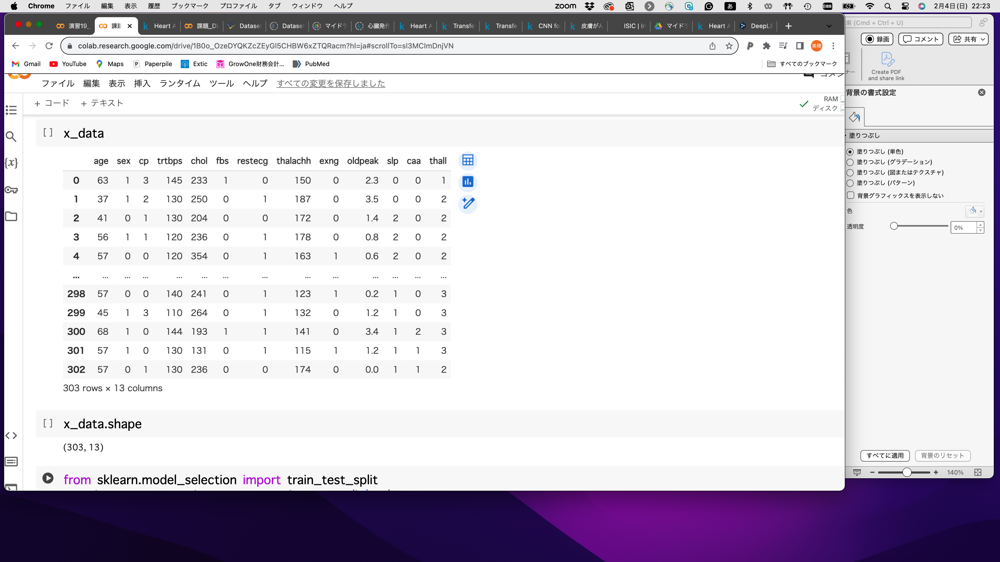 Chrome ファイル 編集 表示 履歴 ブックマーク プロファイル タブ ウィンドウ ヘルプ zoom あ 2月4日(日) 22:23
演習19_ 課題 Heart A 課題_DL Dataset Dataset マイドラ 心臓発作 Heart A Transfe Transfe CNN fo 皮膚がん ISIC | In マイドラ Heart A DeepL
索 (Cmd + Ctrl + U)
colab.research.google.com/drive/1B0o_OzeDYQKZcZEyGl5CHBW6xZTQRacm?hl=ja#scrollTo=sl3MCImDnjVN 美穂
録画 コメント 共有
Gmail YouTube Maps Paperpile Extic GrowOne財務会計... PubMed すべてのブックマーク
ナー Create PDF
and share link
ファイル 編集 表示 挿入 ランタイム ツール ヘルプ すべての変更を保存しました
+ コード + テキスト
RAM
ディスク
[ ] x_data
age sex cp trtbps chol fbs restecg thalachh exng oldpeak slp caa thall
0 63 1 3 145 233 1 0 150 0 2.3 0 0 1
1 37 1 2 130 250 0 1 187 0 3.5 0 0 2
2 41 0 1 130 204 0 0 172 0 1.4 2 0 2
3 56 1 1 120 236 0 1 178 0 0.8 2 0 2
4 57 0 0 120 354 0 1 163 1 0.6 2 0 2
... ... ... ... ... ... ... ... ... ... ... ... ... ...
298 57 0 0 140 241 0 1 123 1 0.2 1 0 3
299 45 1 3 110 264 0 1 132 0 1.2 1 0 3
300 68 1 0 144 193 1 1 141 0 3.4 1 2 3
301 57 1 0 130 131 0 1 115 1 1.2 1 1 3
302 57 0 1 130 236 0 0 174 0 0.0 1 1 2
303 rows × 13 columns
[ ] x_data.shape
(303, 13)
from sklearn.model_selection import train_test_split
背景の書式設定
塗りつぶし
塗りつぶし (単色)
塗りつぶし (グラデーション)
塗りつぶし (図またはテクスチャ)
塗りつぶし (パターン)
背景グラフィックスを表示しない
色
透明度 0%
すべてに適用 背景のリセット
140%